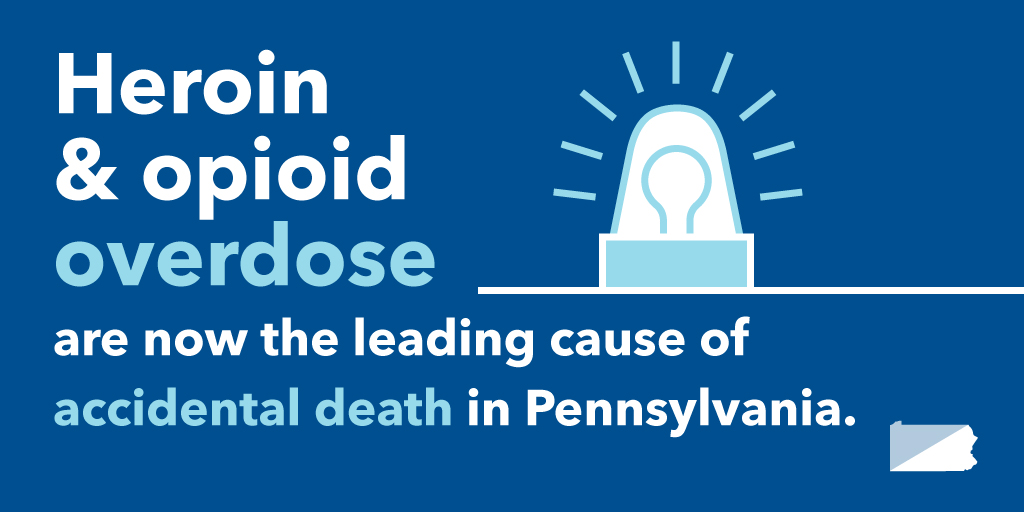 Heroin
& opioid
overdose
are now the leading cause of
accidental death in Pennsylvania.